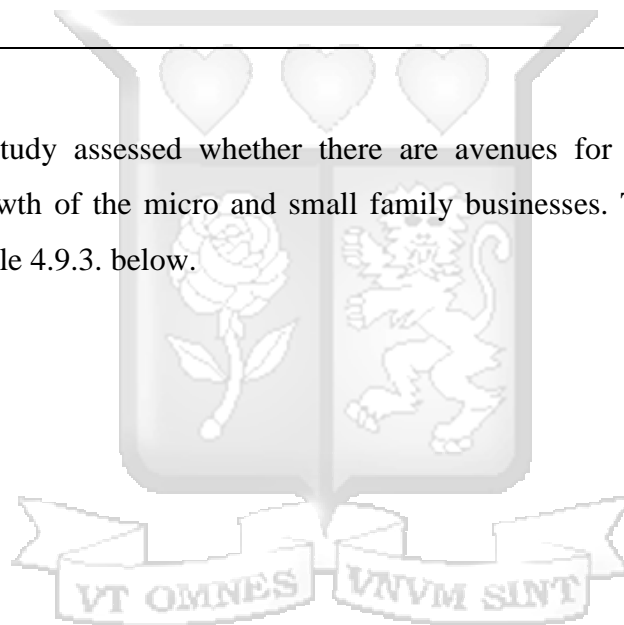 tudy assessed whether there are avenues for
wth of the micro and small family businesses. T
le 4.9.3. below.
VT OMNES VNVM SINT